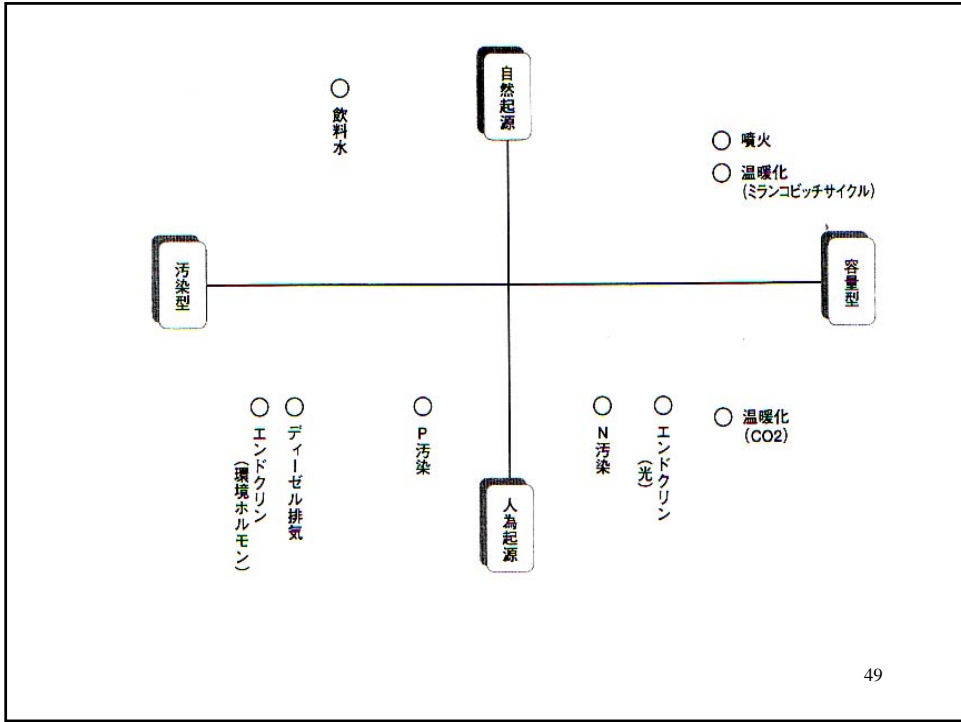 自然起源
○ 飲料水
○ 噴火
○ 温暖化
(ミランコビッチサイクル)
汚染型
容量型
○ エンドクリン
(環境ホルモン)
○ ディーゼル排気
○ P汚染
○ N汚染
○ エンドクリン
(光)
○ 温暖化
(CO2)
人為起源
49